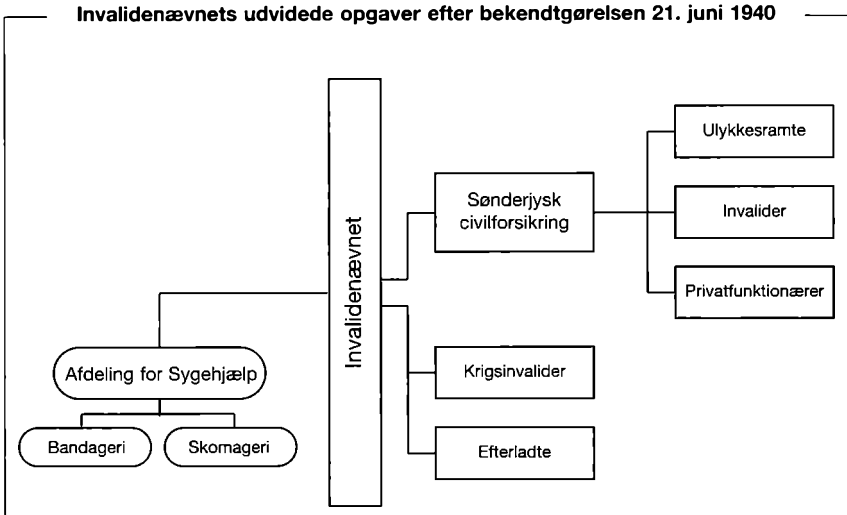 Invalidenævnets udvidede opgaver efter bekendtgørelsen 21. juni 1940
Invalidenævnet
Afdeling for Sygehjælp
Bandageri
Skomageri
Sønderjysk
civilforsikring
Ulykkesramte
Invalider
Privatfunktionærer
Krigsinvalider
Efterladte